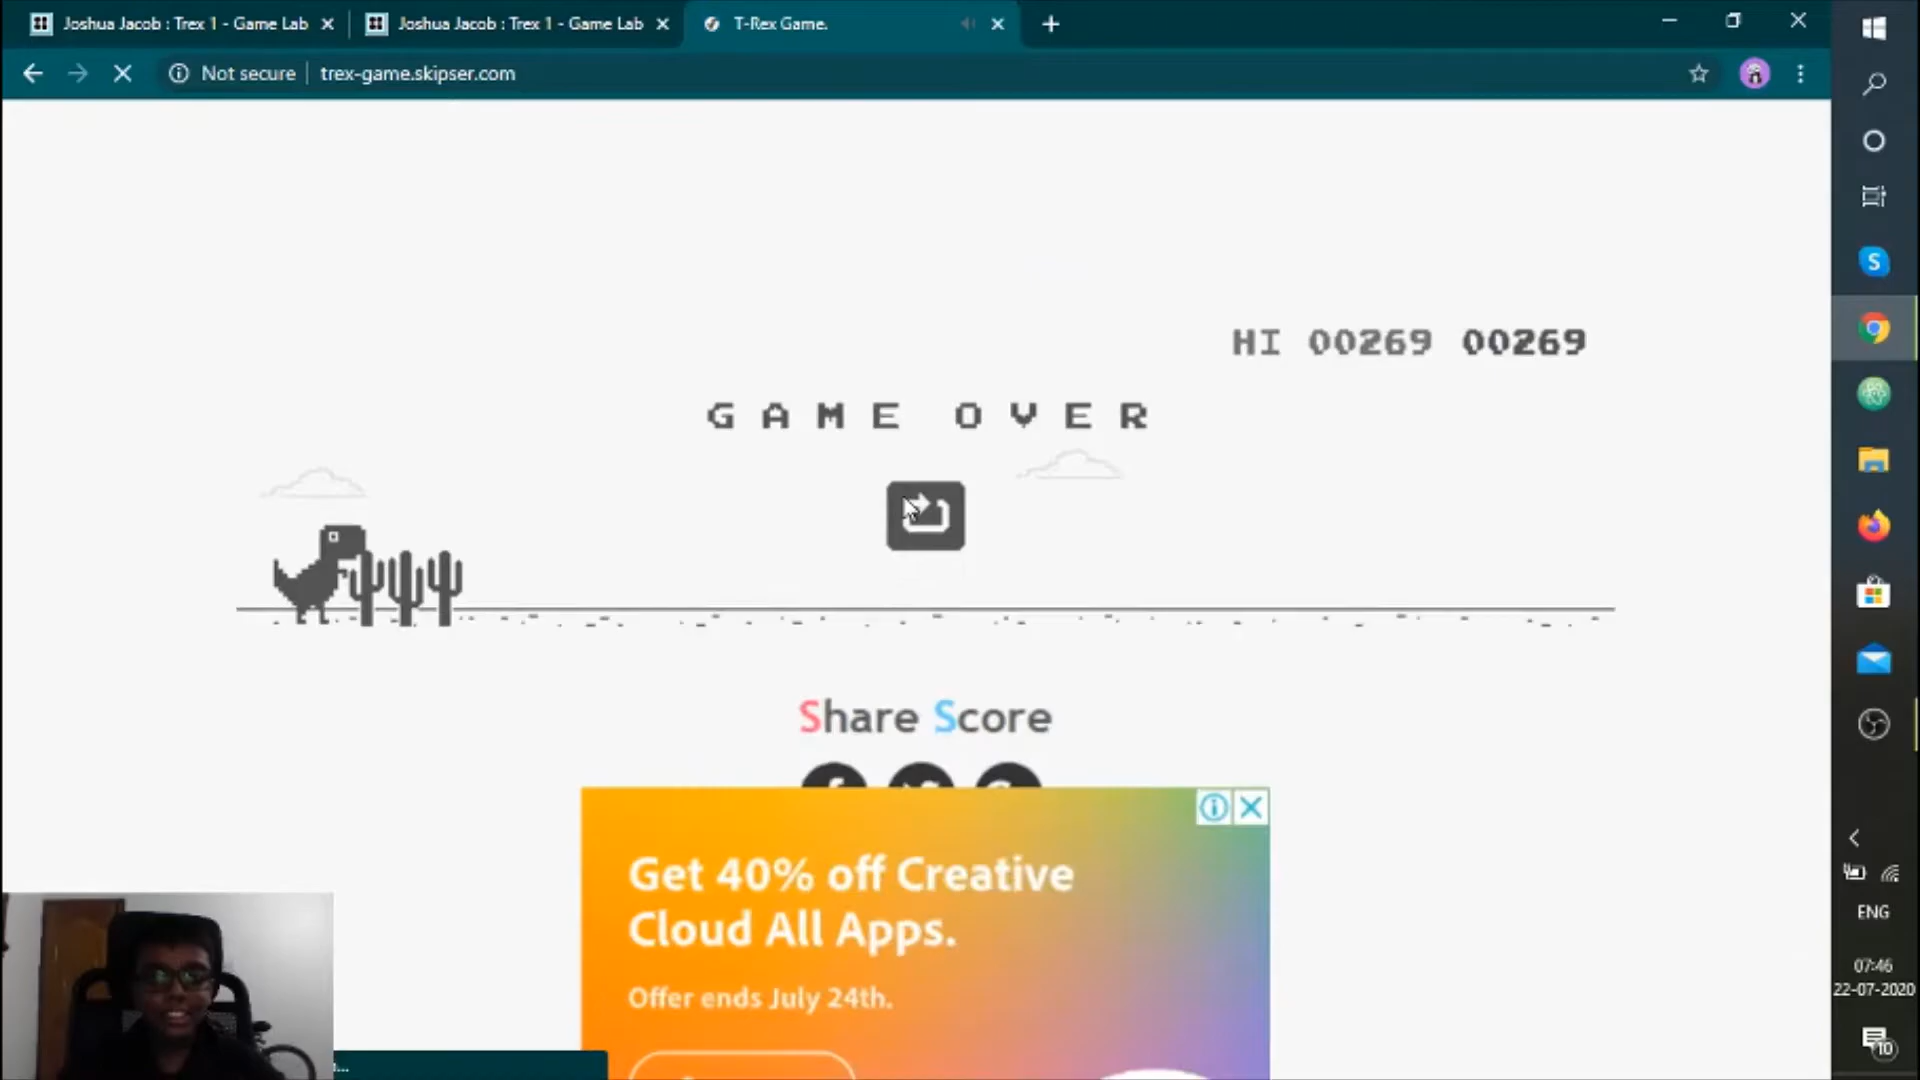 Joshua Jacob : Trex 1 - Game Lab
Joshua Jacob : Trex 1 - Game Lab
T-Rex Game.
Not secure
trex-game.skipser.com
HI 00269 00269
GAME OVER
Share Score
Get 40% off Creative
Cloud All Apps.
Offer ends July 24th.
ENG
07:46
22-07-2020
10